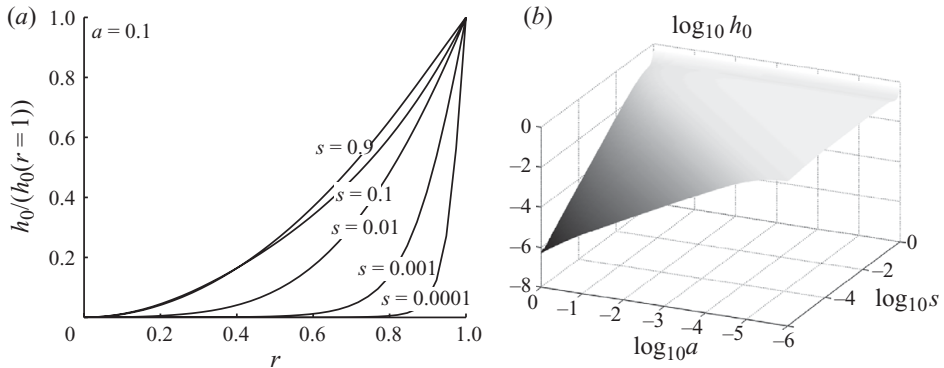 (a)
1.0
a = 0.1
0.8
0.6
0.4
0.2
h0/(h0(r = 1))
s = 0.9
s = 0.1
s = 0.01
s = 0.001
s = 0.0001
0
0.2
0.4
0.6
0.8
1.0
r
(b)
log10 h0
0
−2
−4
−6
−8
0
−1
−2
−3
−4
−5
−6
log10a
0
−2
−4
log10s